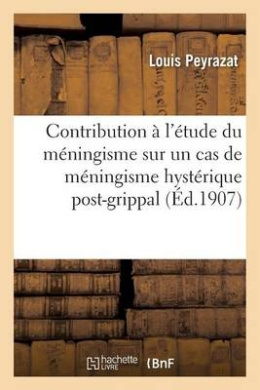 Louis Peyrazat
Contribution à l'étude du
méningisme sur un cas de
méningisme hystérique
post-grippal (Éd.1907)
hachette
LIVRE
{BnF